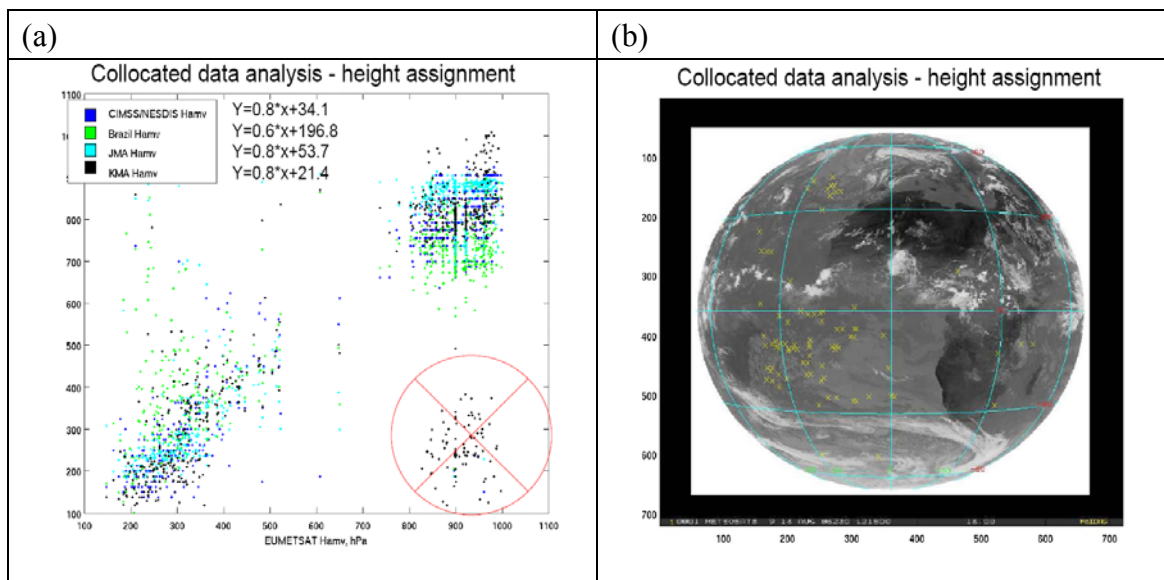 (a)
Collocated data analysis - height assignment
CIMSS/NESDIS Hamv Y=0.8*x+34.1
Brazil Hamv Y=0.6*x+196.8
JMA Hamv Y=0.8*x+53.7
KMA Hamv Y=0.8*x+21.4
1100
800
700
600
500
400
300
200
100
100 200 300 400 500 600 700 800 900 1000 1100
EUMETSAT Hamv, hPa
(b)
Collocated data analysis - height assignment
100
200
300
400
500
600
700
100 200 300 400 500 600 700